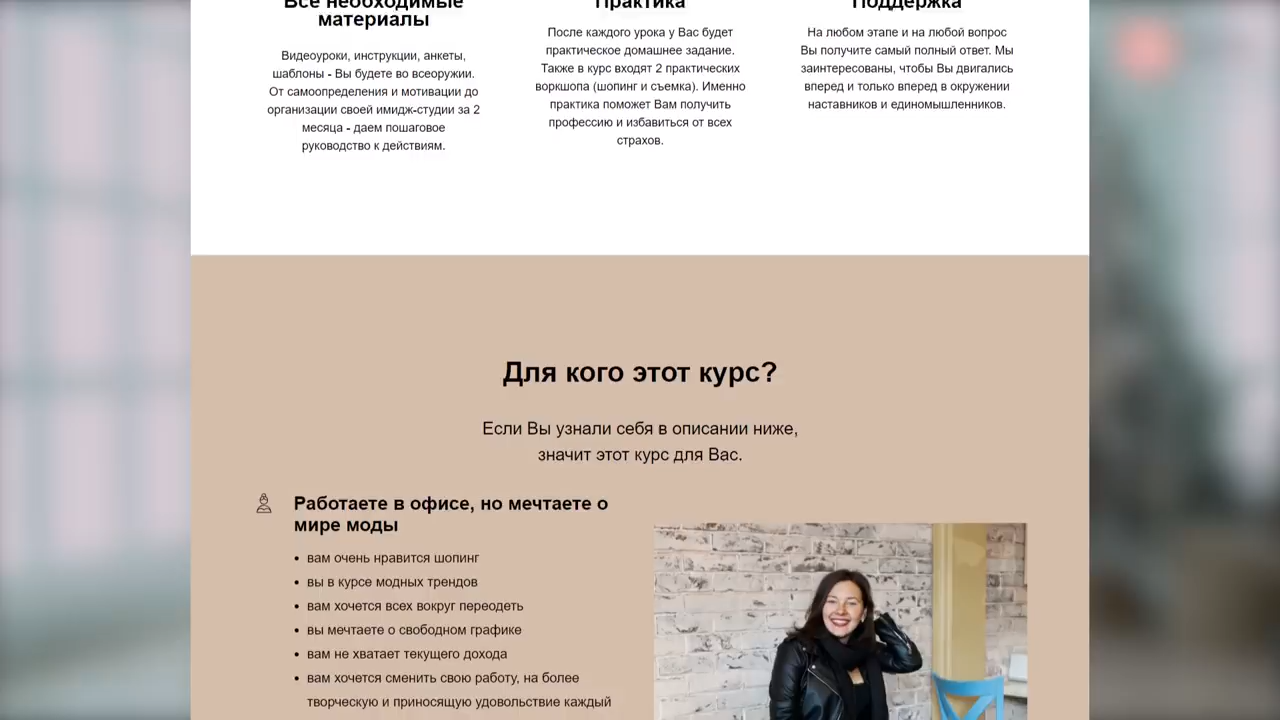 Все необходимые
материалы
Видеоуроки, инструкции, анкеты,
шаблоны - Вы будете во всеоружии.
От самоопределения и мотивации до
организации своей имидж-студии за 2
месяца - даем пошаговое
руководство к действиям.
Практика
После каждого урока у Вас будет
практическое домашнее задание.
Также в курс входят 2 практических
воркшопа (шопинг и съемка). Именно
практика поможет Вам получить
профессию и избавиться от всех
страхов.
Поддержка
На любом этапе и на любой вопрос
Вы получите самый полный ответ. Мы
заинтересованы, чтобы Вы двигались
вперед и только вперед в окружении
наставников и единомышленников.
Для кого этот курс?
Если Вы узнали себя в описании ниже,
значит этот курс для Вас.
Работаете в офисе, но мечтаете о
мире моды
• вам очень нравится шопинг
• вы в курсе модных трендов
• вам хочется всех вокруг переодеть
• вы мечтаете о свободном графике
• вам не хватает текущего дохода
• вам хочется сменить свою работу, на более
творческую и приносящую удовольствие каждый